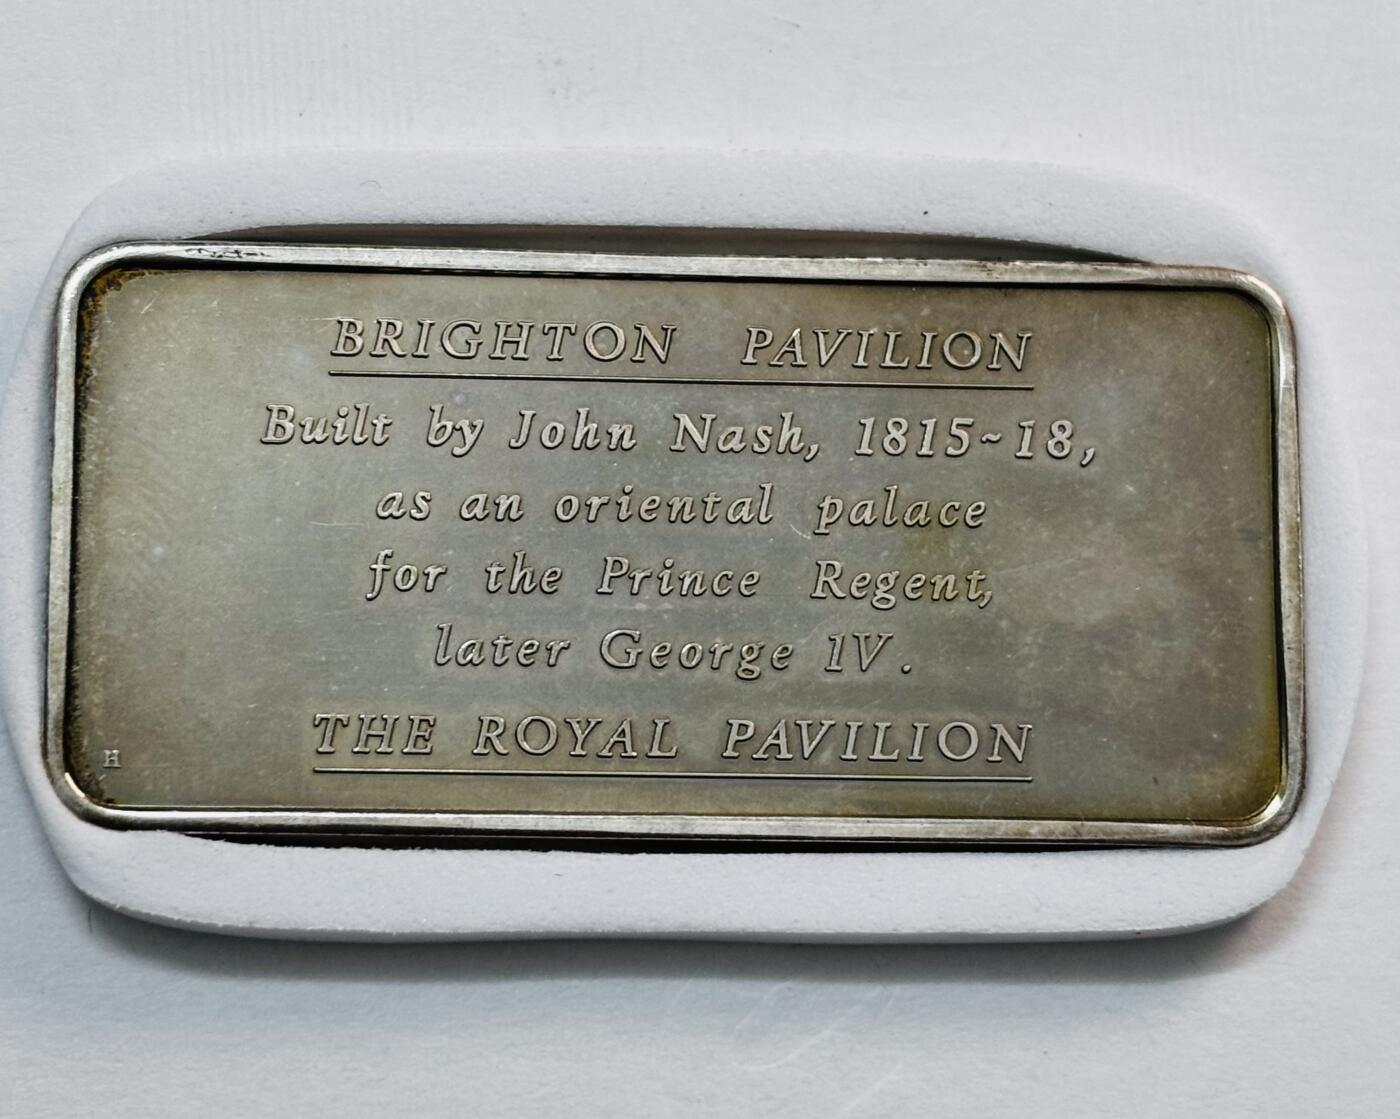 BRIGHTON PAVILION
Built by John Nash, 1815~18,
as an oriental palace
for the Prince Regent,
later George 1V.
THE ROYAL PAVILION
H